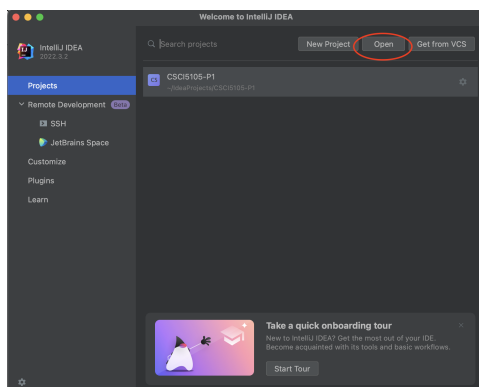 Welcome to IntelliJ IDEA
IntelliJ IDEA
2022.3.2
Search projects
New Project
Open
Get from VCS
Projects
Remote Development Beta
SSH
JetBrains Space
Customize
Plugins
Learn
CS
CSCI5105-P1
~/IdeaProjects/CSCI5105-P1
Take a quick onboarding tour
New to IntelliJ IDEA? Get the most out of your IDE.
Become acquainted with its tools and basic workflows.
Start Tour